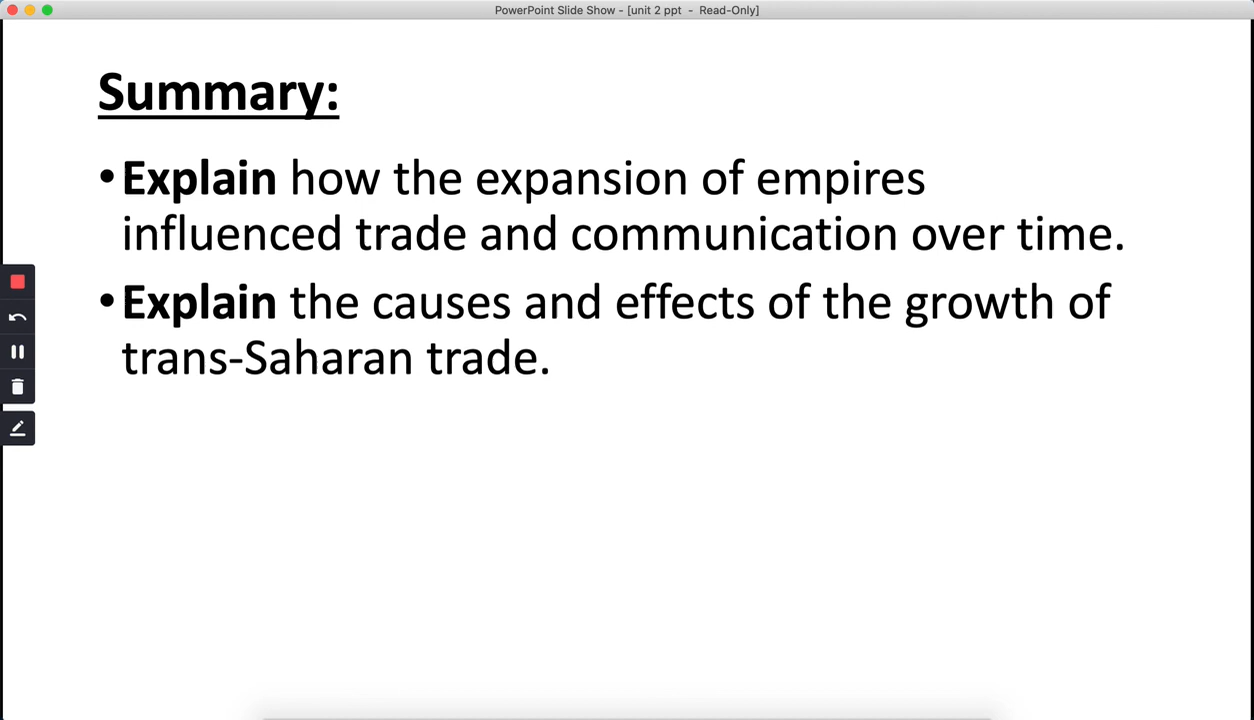 PowerPoint Slide Show - [unit 2 ppt - Read-Only]
Summary:
•Explain how the expansion of empires
influenced trade and communication over time.
•Explain the causes and effects of the growth of
trans-Saharan trade.